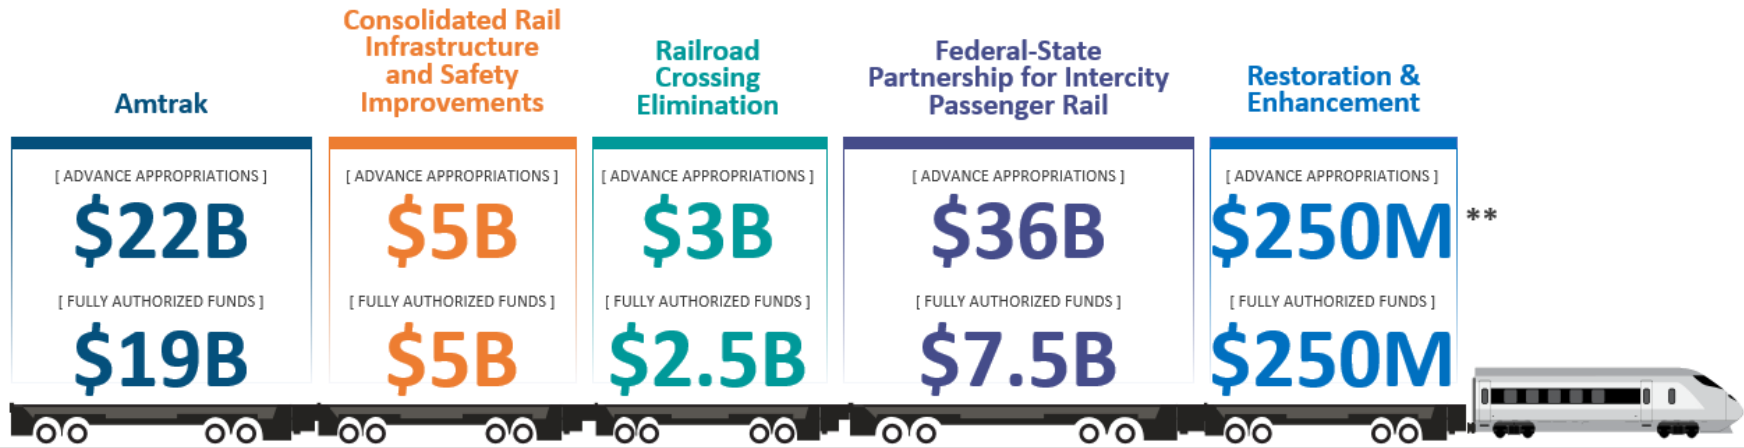 Amtrak
[ ADVANCE APPROPRIATIONS ]
$22B
[ FULLY AUTHORIZED FUNDS ]
$19B
Consolidated Rail
Infrastructure
and Safety
Improvements
[ ADVANCE APPROPRIATIONS ]
$5B
[ FULLY AUTHORIZED FUNDS ]
$5B
Railroad
Crossing
Elimination
[ ADVANCE APPROPRIATIONS ]
$3B
[ FULLY AUTHORIZED FUNDS ]
$2.5B
Federal-State
Partnership for Intercity
Passenger Rail
[ ADVANCE APPROPRIATIONS ]
$36B
[ FULLY AUTHORIZED FUNDS ]
$7.5B
Restoration &
Enhancement
[ ADVANCE APPROPRIATIONS ]
$250M **
[ FULLY AUTHORIZED FUNDS ]
$250M